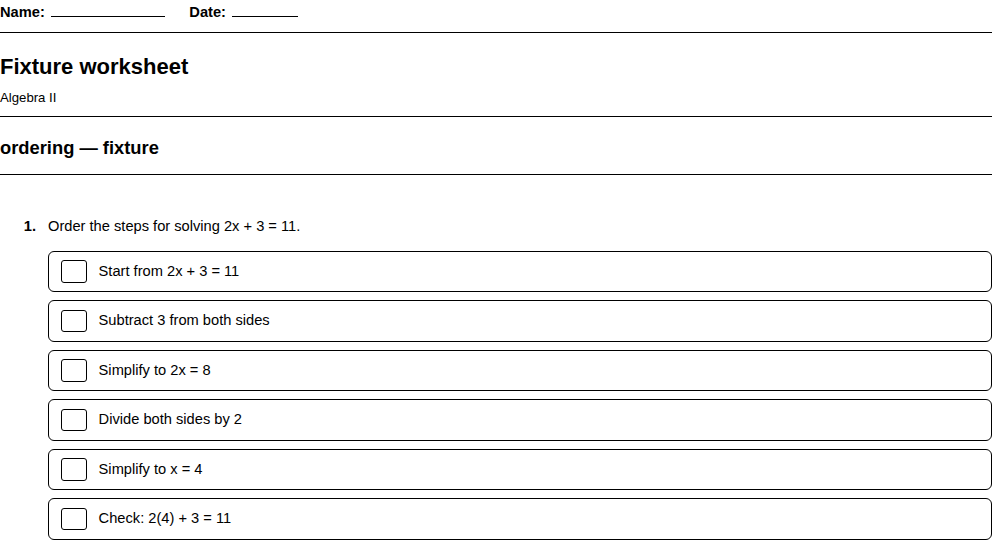 Name: Date:
Fixture worksheet
Algebra II
ordering — fixture
1. Order the steps for solving 2x + 3 = 11.
Start from 2x + 3 = 11
Subtract 3 from both sides
Simplify to 2x = 8
Divide both sides by 2
Simplify to x = 4
Check: 2(4) + 3 = 11